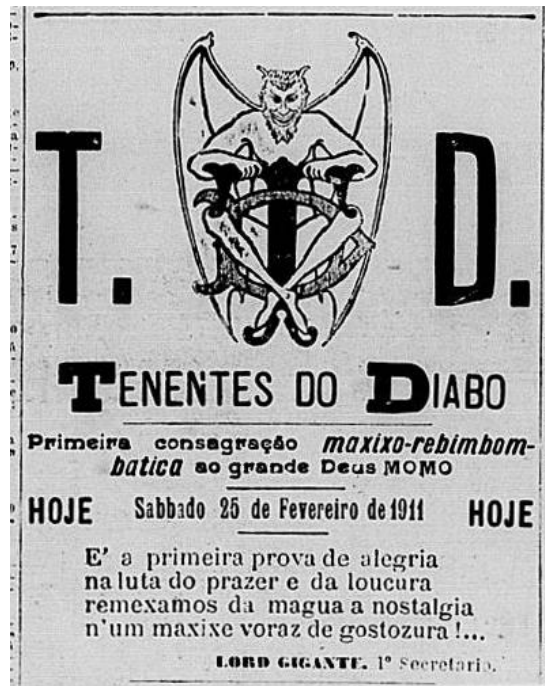 T. D.
TENENTES DO DIABO
Primeira consagração maxixo-rebimbom-
batica ao grande Deus MOMO
HOJE Sabbado 25 de Fevereiro de 1911 HOJE
E' a primeira prova de alegria
na luta do prazer e da loucura
remexamos da magua a nostalgia
n'um maxixe voraz de gostozura!...
LORD GIGANTE. 1º Secretario.